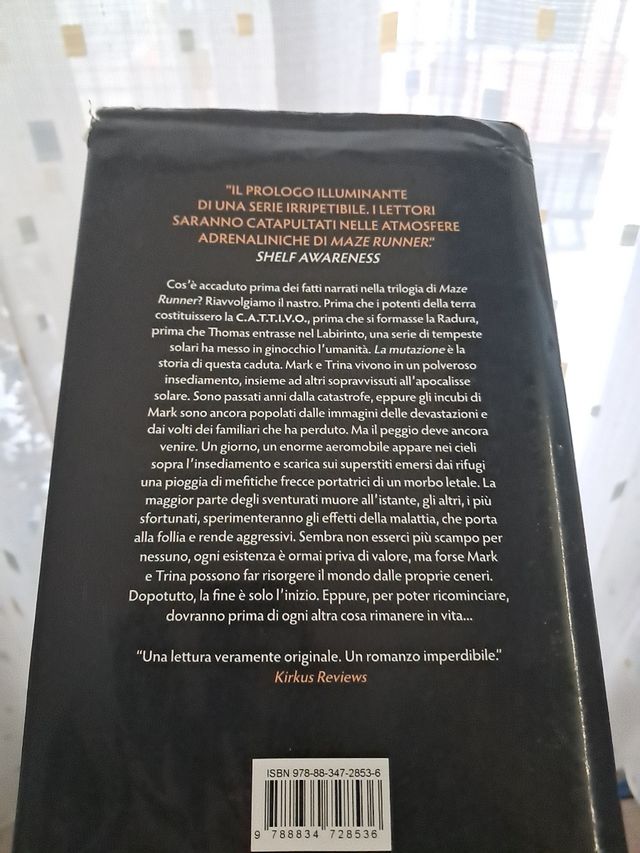 "IL PROLOGO ILLUMINANTE
DI UNA SERIE IRRIPETIBILE. I LETTORI
SARANNO CATAPULTATI NELLE ATMOSFERE
ADRENALINICHE DI MAZE RUNNER."
SHELF AWARENESS
Cos'è accaduto prima dei fatti narrati nella trilogia di Maze
Runner? Riavvolgiamo il nastro. Prima che i potenti della terra
costituissero la C.A.T.T.I.V.O., prima che si formasse la Radura,
prima che Thomas entrasse nel Labirinto, una serie di tempeste
solari ha messo in ginocchio l'umanità. La mutazione è la
storia di questa caduta. Mark e Trina vivono in un polveroso
insediamento, insieme ad altri sopravvissuti all'apocalisse
solare. Sono passati anni dalla catastrofe, eppure gli incubi di
Mark sono ancora popolati dalle immagini delle devastazioni e
dai volti dei familiari che ha perduto. Ma il peggio deve ancora
venire. Un giorno, un enorme aeromobile appare nei cieli
sopra l'insediamento e scarica sui superstiti emersi dai rifugi
una pioggia di mefitiche frecce portatrici di un morbo letale. La
maggior parte degli sventurati muore all'istante, gli altri, i più
sfortunati, sperimenteranno gli effetti della malattia, che porta
alla follia e rende aggressivi. Sembra non esserci più scampo per
nessuno, ogni esistenza è ormai priva di valore, ma forse Mark
e Trina possono far risorgere il mondo dalle proprie ceneri.
Dopotutto, la fine è solo l'inizio. Eppure, per poter ricominciare,
dovranno prima di ogni altra cosa rimanere in vita...
"Una lettura veramente originale. Un romanzo imperdibile."
Kirkus Reviews
ISBN 978-88-347-2853-6
9 788834 728536